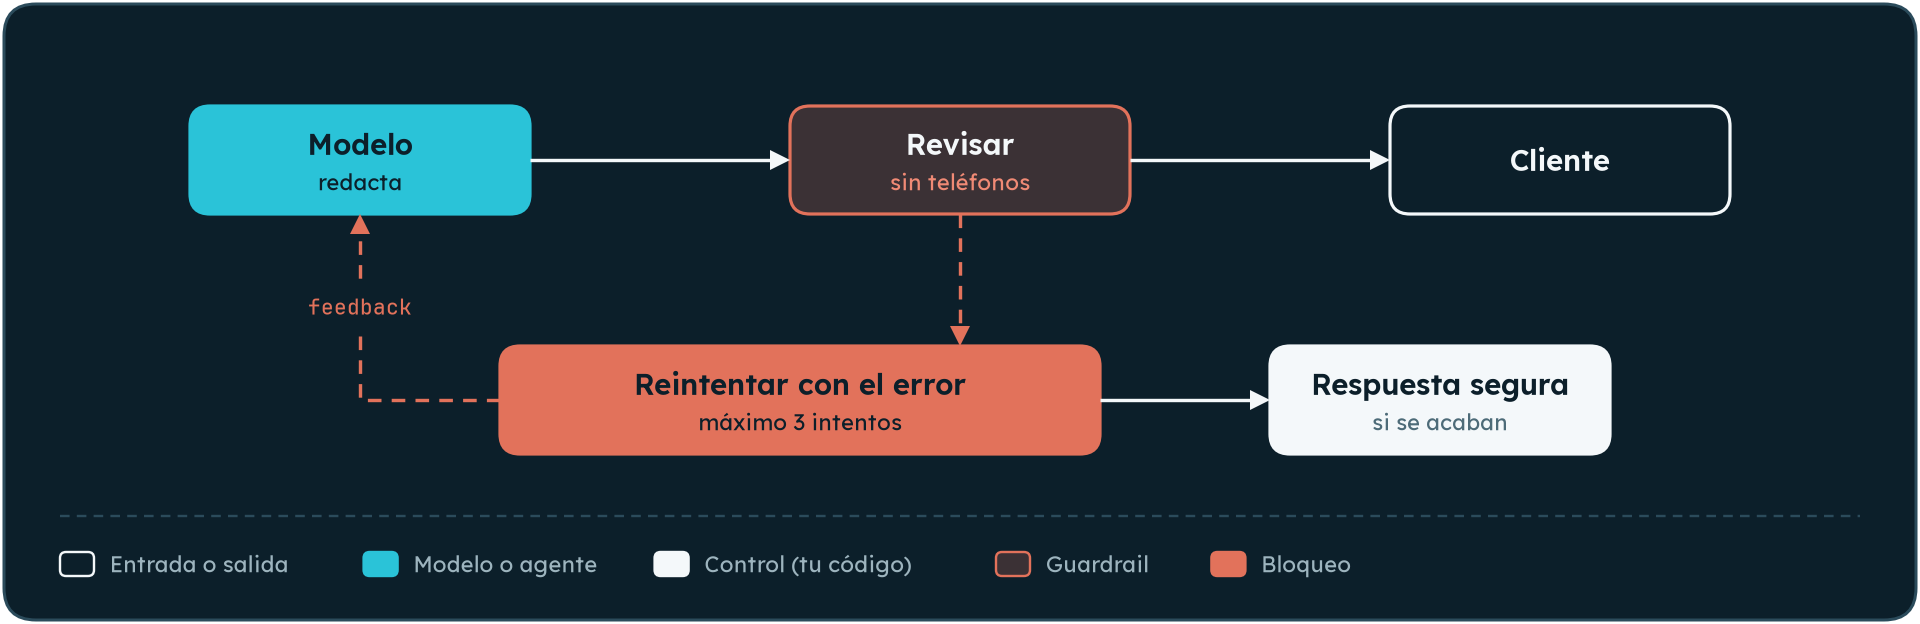 Modelo
redacta
Revisar
sin teléfonos
Cliente
feedback
Reintentar con el error
máximo 3 intentos
Respuesta segura
si se acaban
Entrada o salida
Modelo o agente
Control (tu código)
Guardrail
Bloqueo